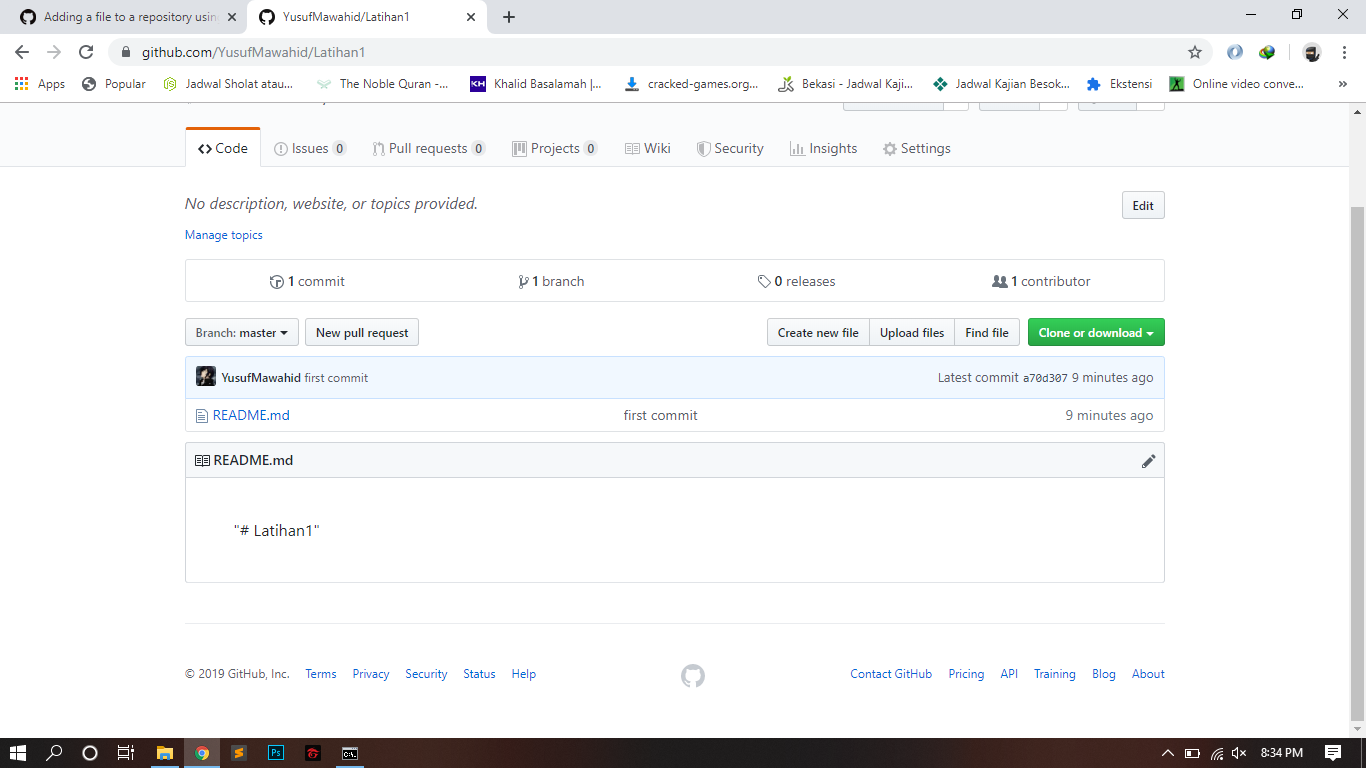 Adding a file to a repository usin
YusufMawahid/Latihan1
github.com/YusufMawahid/Latihan1
Apps
Popular
Jadwal Sholat atau...
The Noble Quran -...
KH
Khalid Basalamah |...
cracked-games.org...
Bekasi - Jadwal Kaji...
Jadwal Kajian Besok...
Ekstensi
Online video conve...
»
Code
Issues 0
Pull requests 0
Projects 0
Wiki
Security
Insights
Settings
No description, website, or topics provided.
Edit
Manage topics
1 commit
1 branch
0 releases
1 contributor
Branch: master
New pull request
Create new file
Upload files
Find file
Clone or download
YusufMawahid first commit
Latest commit a70d307 9 minutes ago
README.md
first commit
9 minutes ago
README.md
"# Latihan1"
© 2019 GitHub, Inc.
Terms
Privacy
Security
Status
Help
Contact GitHub
Pricing
API
Training
Blog
About
Ps
C:\.
8:34 PM